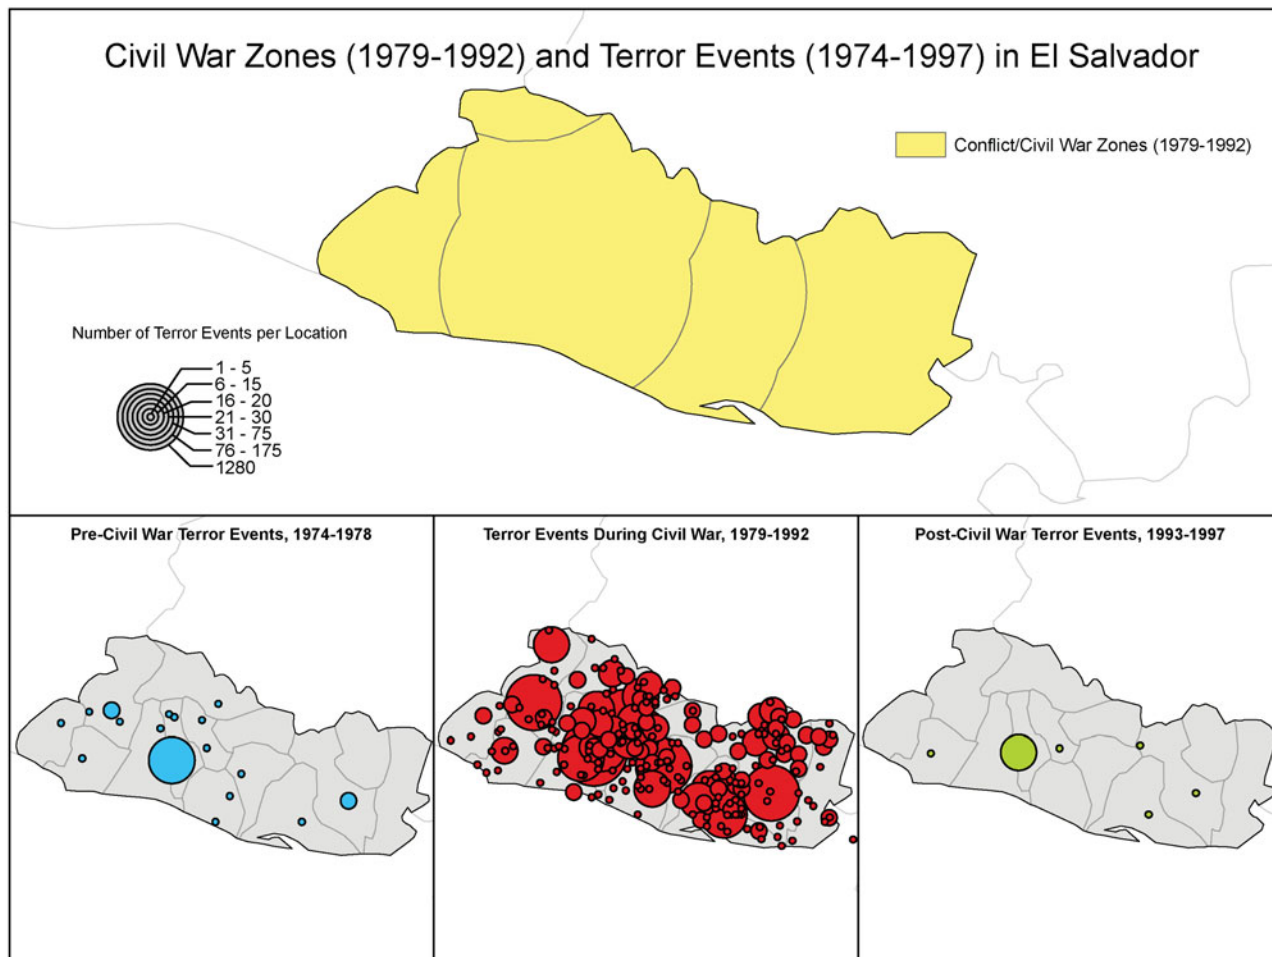 Civil War Zones (1979-1992) and Terror Events (1974-1997) in El Salvador
Conflict/Civil War Zones (1979-1992)
Number of Terror Events per Location
1 - 5
6 - 15
16 - 20
21 - 30
31 - 75
76 - 175
1280
Pre-Civil War Terror Events, 1974-1978
Terror Events During Civil War, 1979-1992
Post-Civil War Terror Events, 1993-1997